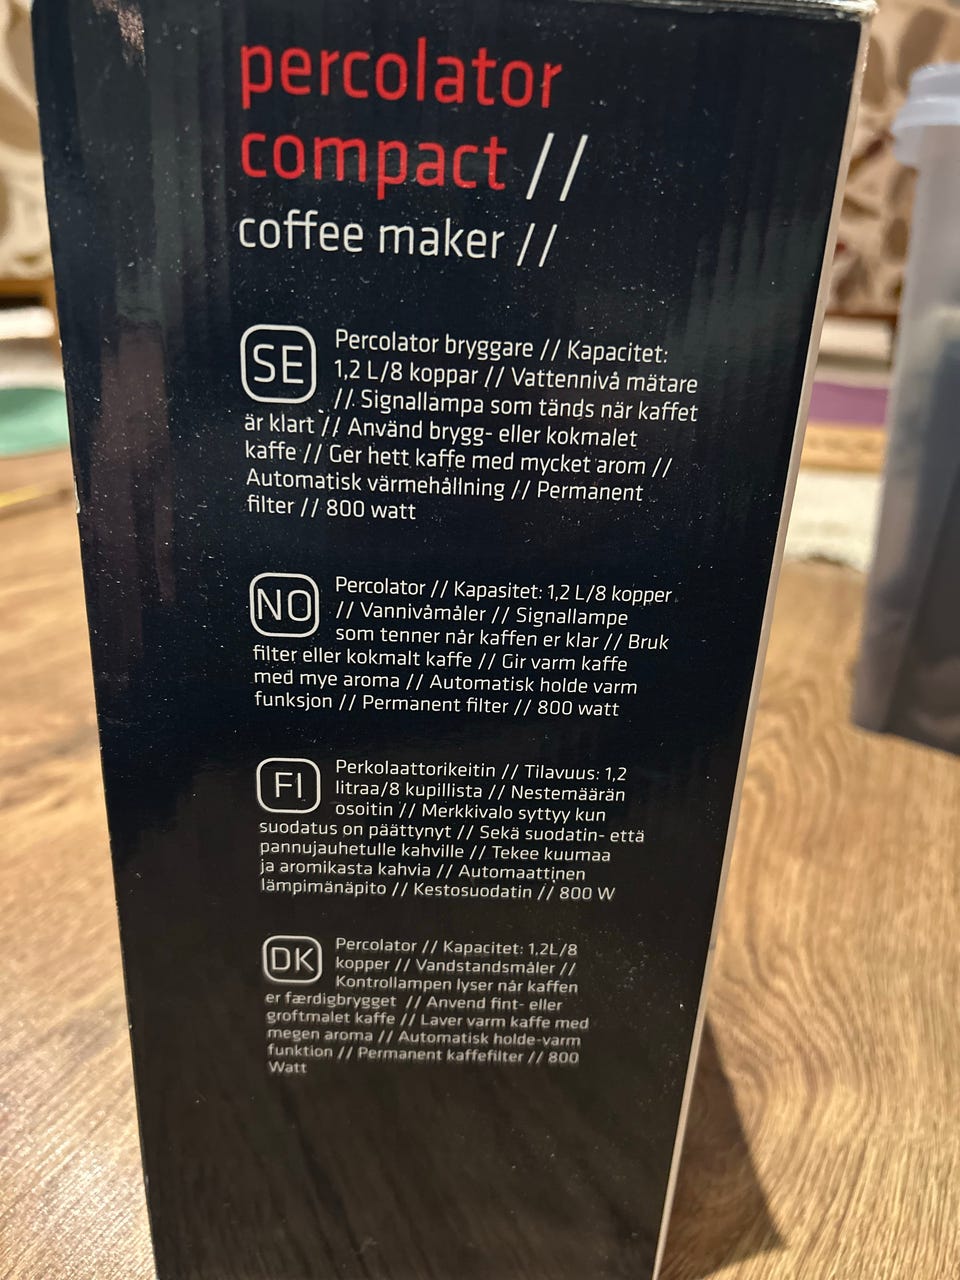 percolator
compact //
coffee maker //
SE
Percolator bryggare // Kapacitet:
1,2 L/8 koppar // Vattennivå mätare
// Signallampa som tänds när kaffet
är klart // Använd brygg- eller kokmalet
kaffe // Ger hett kaffe med mycket arom //
Automatisk värmehållning // Permanent
filter // 800 watt
NO
Percolator // Kapasitet: 1,2 L/8 kopper
// Vannivåmåler // Signallampe
som tenner når kaffen er klar // Bruk
filter eller kokmalt kaffe // Gir varm kaffe
med mye aroma // Automatisk holde varm
funksjon // Permanent filter // 800 watt
FI
Perkolaattorikeitin // Tilavuus: 1,2
litraa/8 kupillista // Nestemäärän
osoitin // Merkkivalo syttyy kun
suodatus on päättynyt // Sekä suodatin- että
pannujauhetulle kahville // Tekee kuumaa
ja aromikasta kahvia // Automaattinen
lämpimänäpito // Kestosuodatin // 800 W
DK
Percolator // Kapacitet: 1,2L/8
kopper // Vandstandsmåler //
Kontrollampen lyser når kaffen
er færdigbrygget // Anvend fint- eller
groftmalet kaffe // Laver varm kaffe med
megen aroma // Automatisk holde-varm
funktion // Permanent kaffefilter // 800
Watt